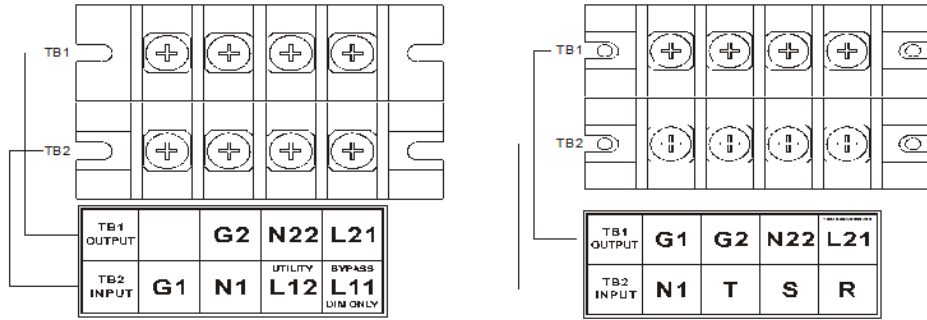 TB1
TB2
TB1 OUTPUT G2 N22 L21
TB2 INPUT G1 N1 UTILITY L12 BYPASS L11 DIM ONLY
TB1
TB2
TB1 OUTPUT G1 G2 N22 L21
TB2 INPUT N1 T S R